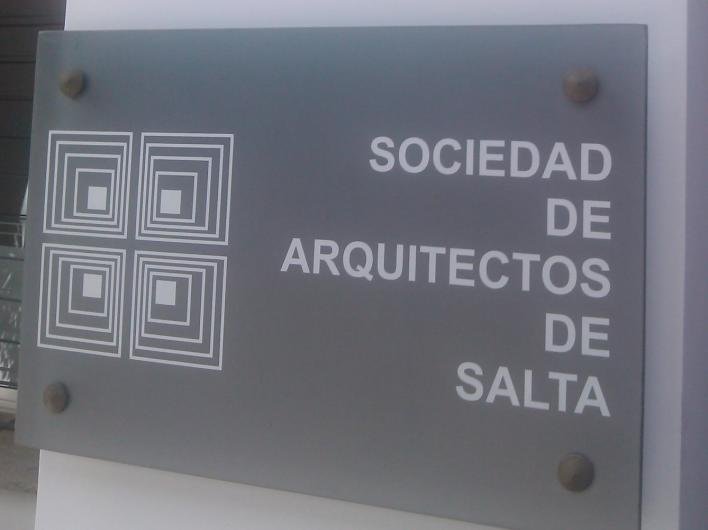 SOCIEDAD
DE
ARQUITECTOS
DE
SALTA